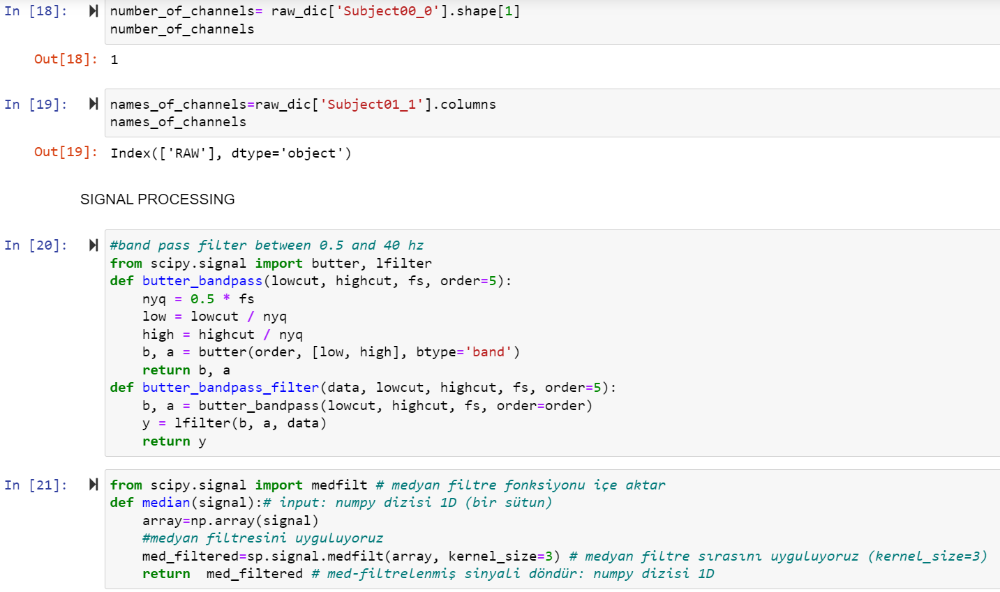 In [18]: number_of_channels= raw_dic['Subject00_0'].shape[1]
number_of_channels
Out[18]: 1
In [19]: names_of_channels=raw_dic['Subject01_1'].columns
names_of_channels
Out[19]: Index(['RAW'], dtype='object')
SIGNAL PROCESSING
In [20]: #band pass filter between 0.5 and 40 hz
from scipy.signal import butter, lfilter
def butter_bandpass(lowcut, highcut, fs, order=5):
    nyq = 0.5 * fs
    low = lowcut / nyq
    high = highcut / nyq
    b, a = butter(order, [low, high], btype='band')
    return b, a
def butter_bandpass_filter(data, lowcut, highcut, fs, order=5):
    b, a = butter_bandpass(lowcut, highcut, fs, order=order)
    y = lfilter(b, a, data)
    return y
In [21]: from scipy.signal import medfilt # medyan filtre fonksiyonu içe aktar
def median(signal):# input: numpy dizisi 1D (bir sütun)
    array=np.array(signal)
    #medyan filtresini uyguluyoruz
    med_filtered=sp.signal.medfilt(array, kernel_size=3) # medyan filtre sırasını uyguluyoruz (kernel_size=3)
    return  med_filtered # med-filtrelenmiş sinyali döndür: numpy dizisi 1D